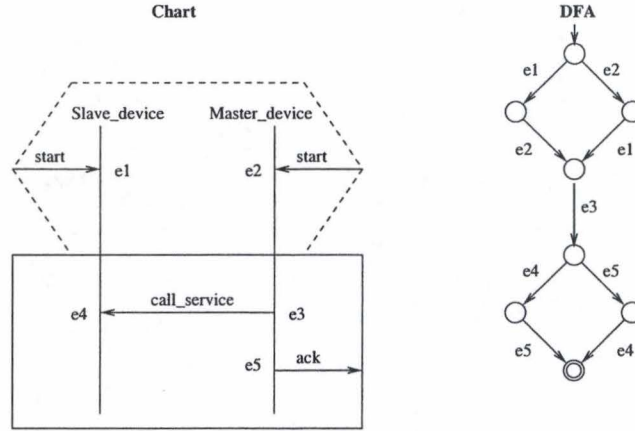 Chart
Slave_device Master_device
start e1 e2 start
call_service
e4 e3
e5 ack
DFA
e1 e2
e2 e1
e3
e4 e5
e5 e4